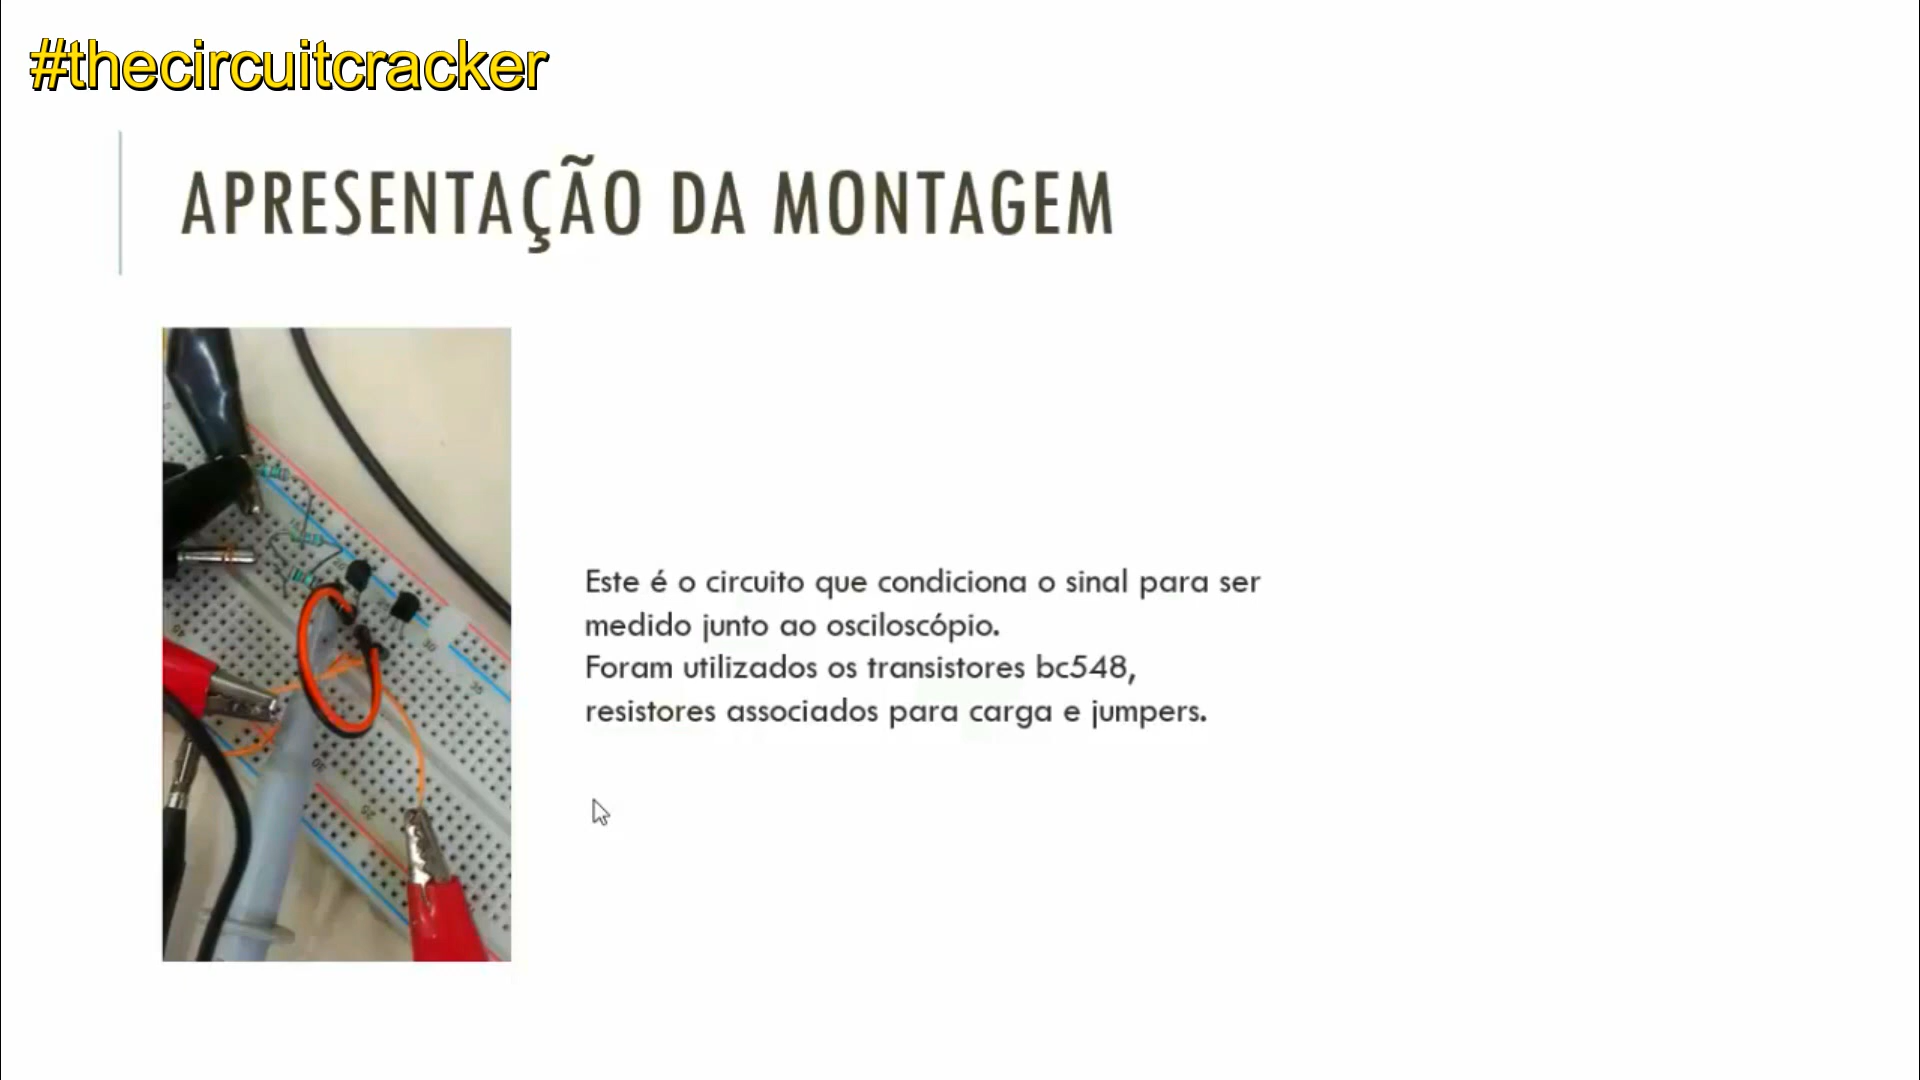 #thecircuitcracker
APRESENTAÇÃO DA MONTAGEM
Este é o circuito que condiciona o sinal para ser
medido junto ao osciloscópio.
Foram utilizados os transistores bc548,
resistores associados para carga e jumpers.